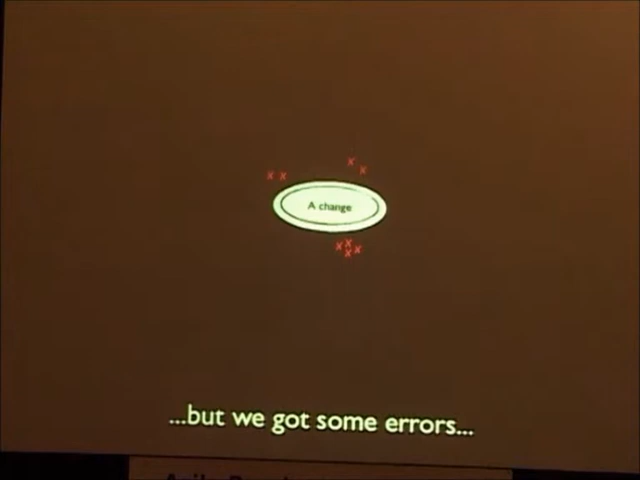 x x
x
x
A change
x x x
x
...but we got some errors...